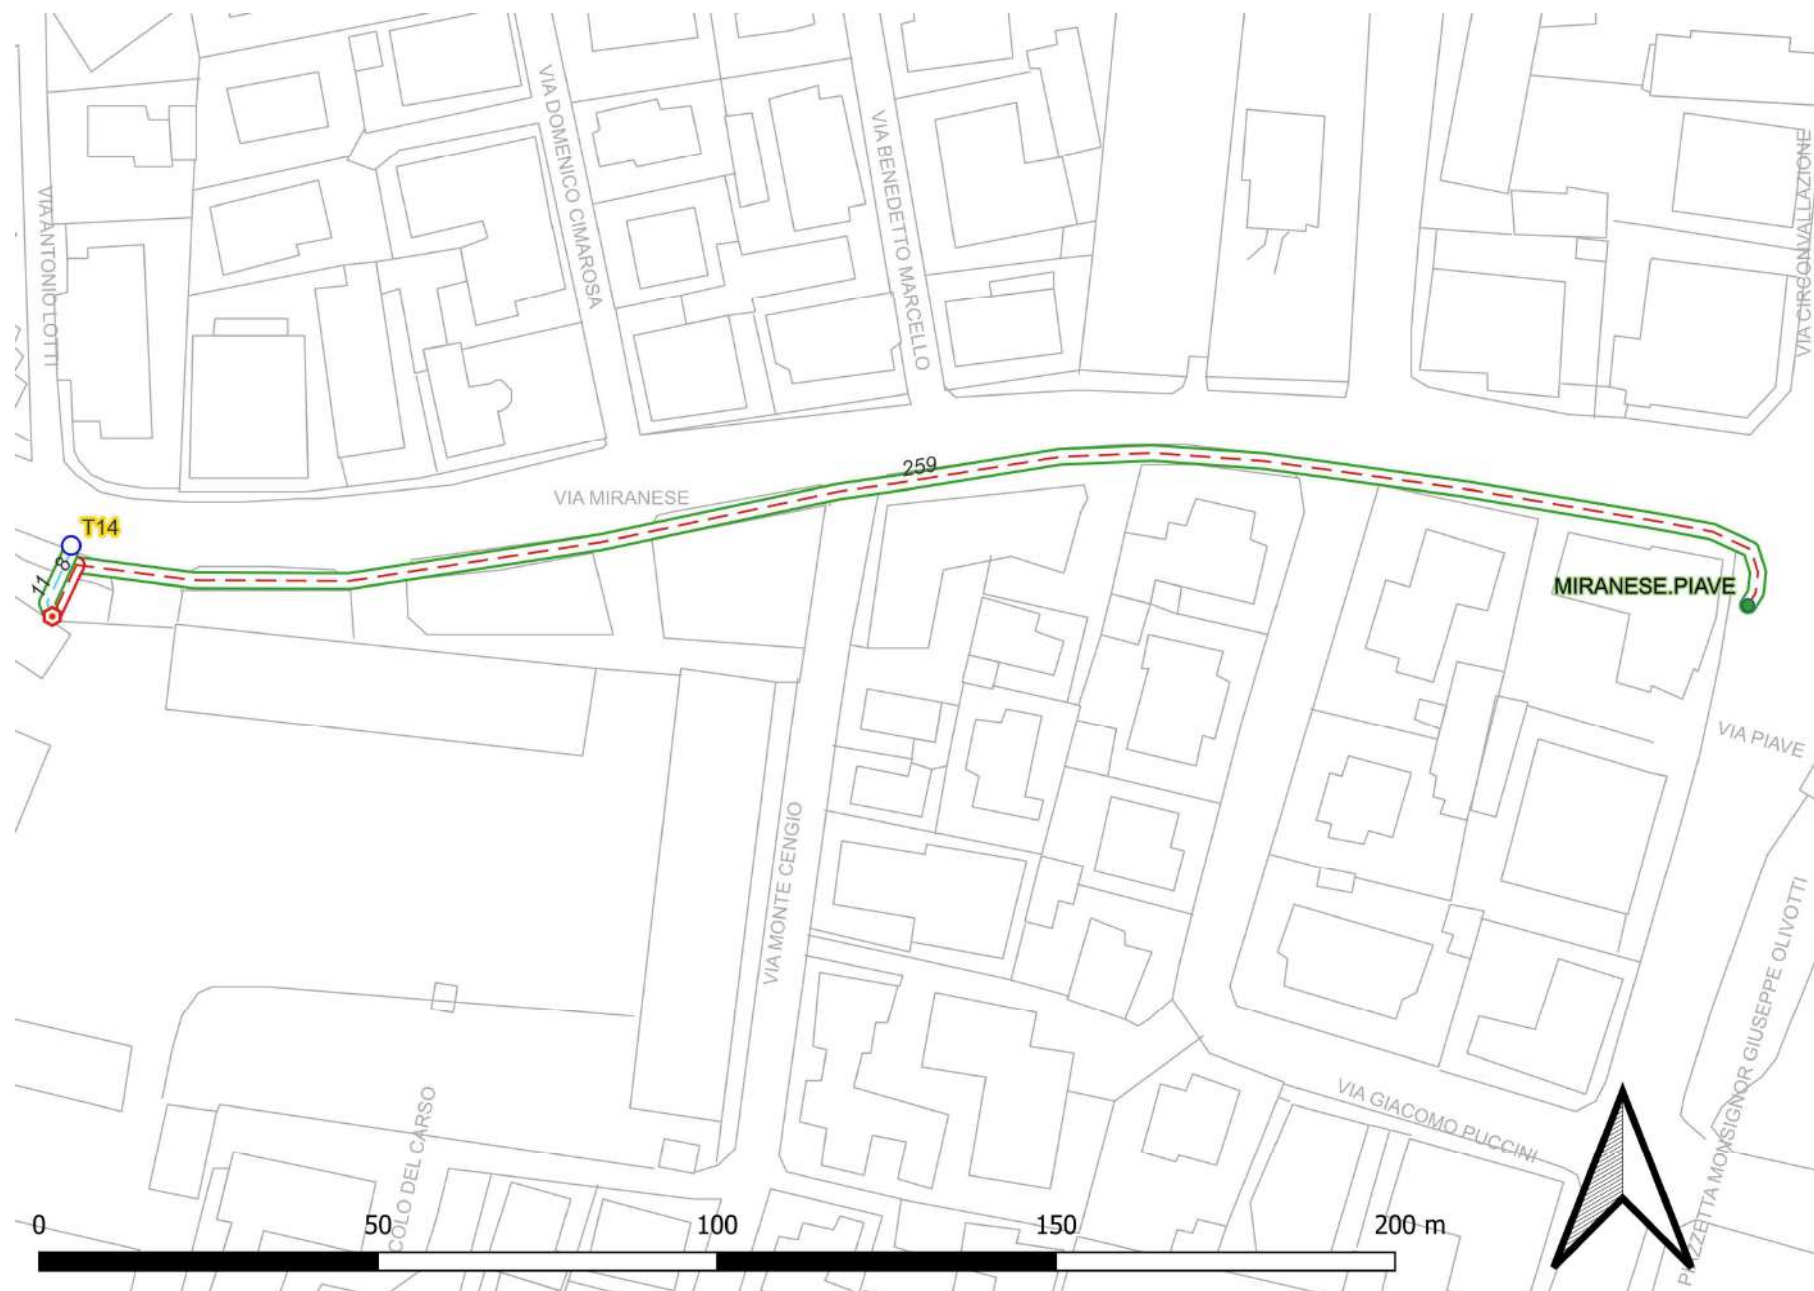 VIA ANTONIO LOTTI
VIA DOMENICO CIMAROSA
VIA BENEDETTO MARCELLO
VIA CIRCONVALLAZIONE
259
VIA MIRANESE
T14
8
11
MIRANESE.PIAVE
VIA PIAVE
VIA MONTE CENGIO
PIAZZETTA MONSIGNOR GIUSEPPE OLIVOTTI
VIA GIACOMO PUCCINI
COLO DEL CARSO
0 50 100 150 200 m